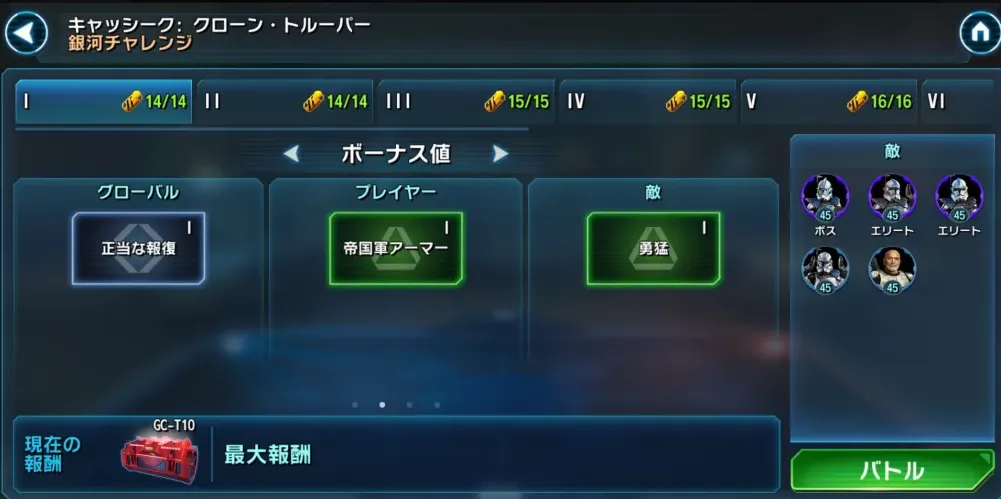 キャッシーク: クローン・トルーパー
銀河チャレンジ
I 14/14 II 14/14 III 15/15 IV 15/15 V 16/16 VI
ボーナス値
グローバル プレイヤー 敵
I I I
正当な報復 帝国軍アーマー 勇猛
敵
45 45 45
ボス エリート エリート
45 45
GC-T10
現在の
報酬
最大報酬
バトル